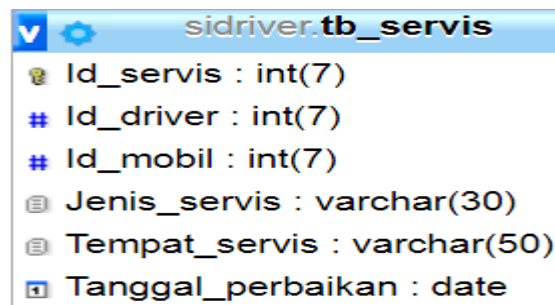 sidriver.tb_servis
Id_servis : int(7)
Id_driver : int(7)
Id_mobil : int(7)
Jenis_servis : varchar(30)
Tempat_servis : varchar(50)
Tanggal_perbaikan : date